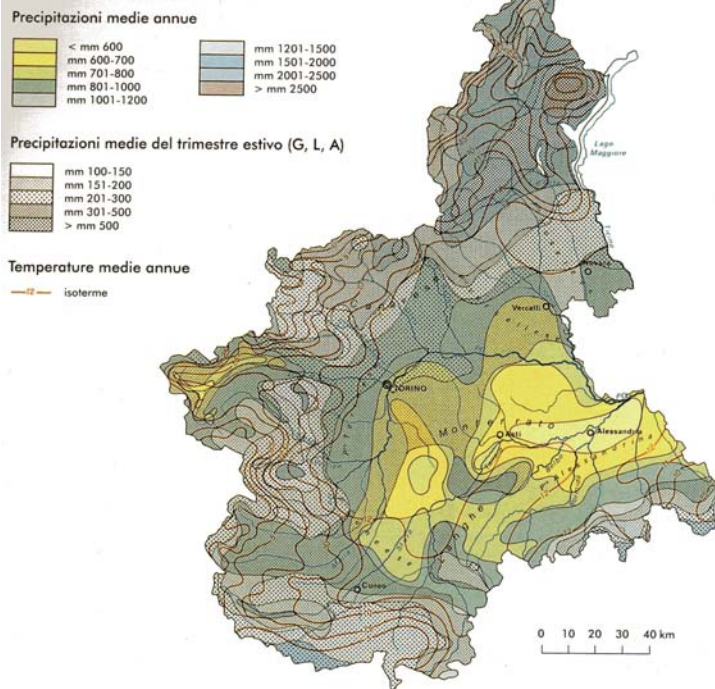 Precipitazioni medie annue
< mm 600
mm 600-700
mm 701-800
mm 801-1000
mm 1001-1200
mm 1201-1500
mm 1501-2000
mm 2001-2500
> mm 2500
Precipitazioni medie del trimestre estivo (G, L, A)
mm 100-150
mm 151-200
mm 201-300
mm 301-500
> mm 500
Temperature medie annue
12
isoterme
Lago
Maggiore
Vercelli
TORINO
Monferrato
Asti
Alessandria
Langhe
Cuneo
0 10 20 30 40 km